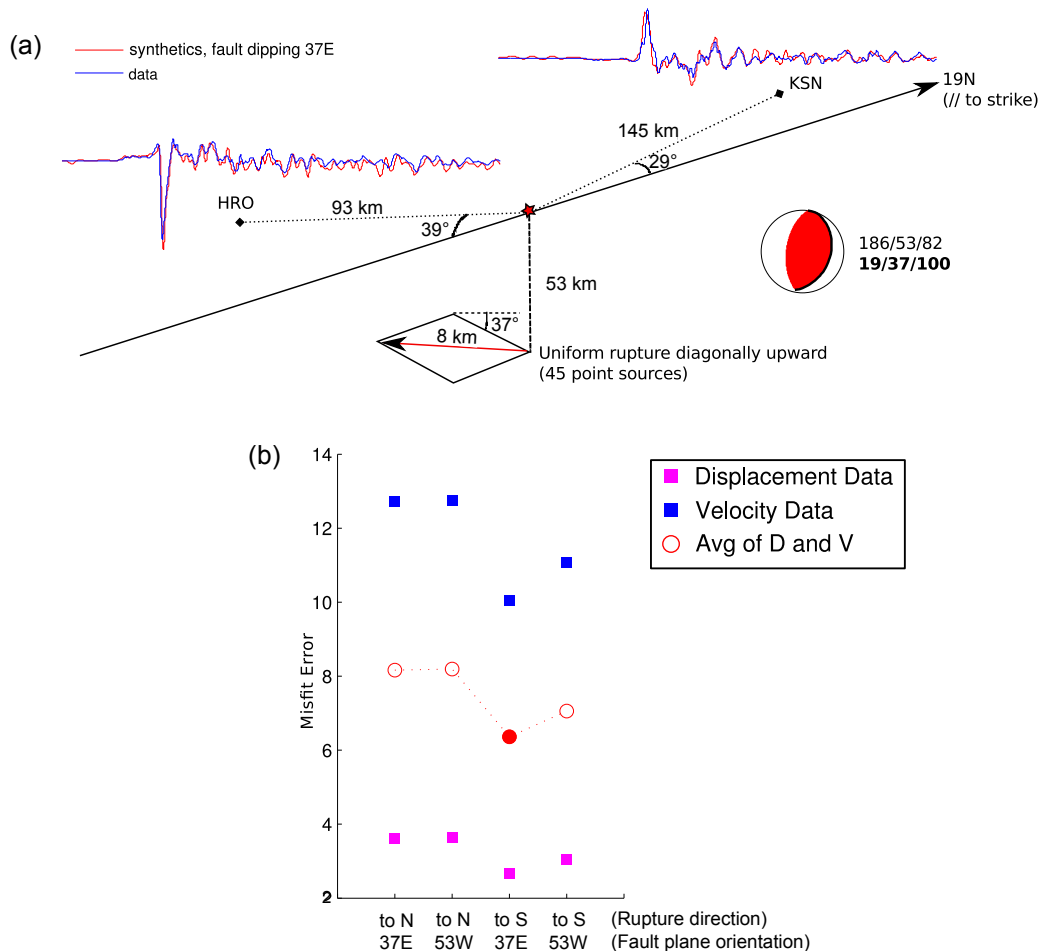 (a)
synthetics, fault dipping 37E
data
KSN
19N
(// to strike)
145 km
29°
HRO
93 km
39°
186/53/82
19/37/100
53 km
37°
8 km
Uniform rupture diagonally upward
(45 point sources)
(b)
14
12
10
8
6
4
2
Misfit Error
Displacement Data
Velocity Data
Avg of D and V
to N to N to S to S (Rupture direction)
37E 53W 37E 53W (Fault plane orientation)